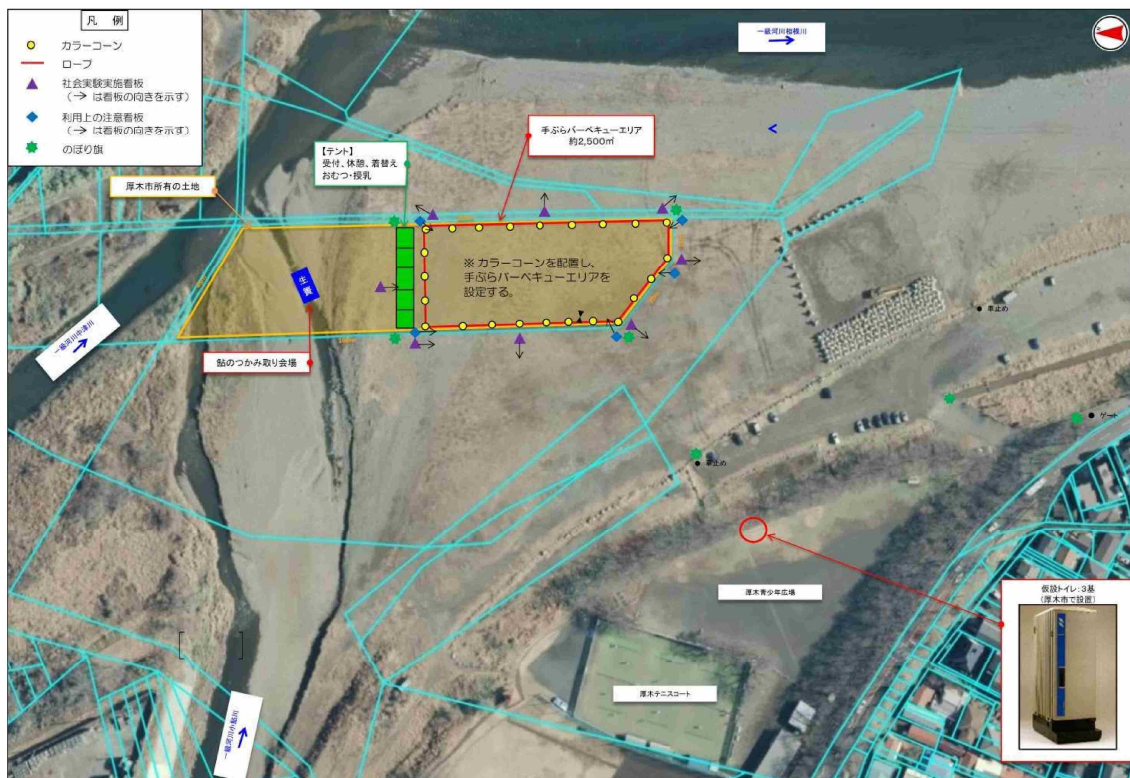 凡 例
カラーコーン
ロープ
社会実験実施看板
(→ は看板の向きを示す)
利用上の注意看板
(→ は看板の向きを示す)
のぼり旗
一級河川相模川
厚木市所有の土地
【テント】
受付、休憩、着替え
おむつ・授乳
手ぶらバーベキューエリア
約2,500㎡
※ カラーコーンを配置し、
手ぶらバーベキューエリアを
設定する。
生簀
一級河川中津川
鮎のつかみ取り会場
車止め
ゲート
車止め
仮設トイレ:3基
(厚木市で設置)
厚木青少年広場
厚木テニスコート
一級河川小鮎川